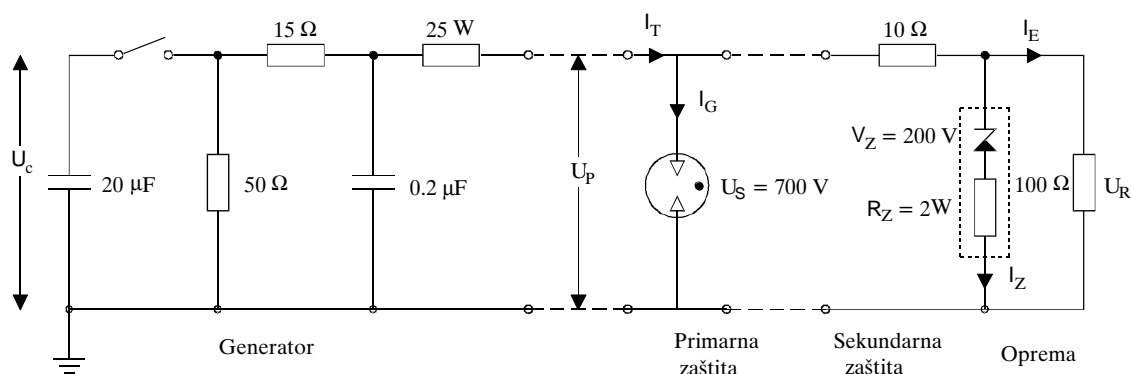 15 Ω
25 W
I_T
10 Ω
I_E
I_G
U_c
20 μF
50 Ω
0.2 μF
U_P
U_S = 700 V
V_Z = 200 V
R_Z = 2W
100 Ω
U_R
I_Z
Generator
Primarna
zaštita
Sekundarna
zaštita
Oprema